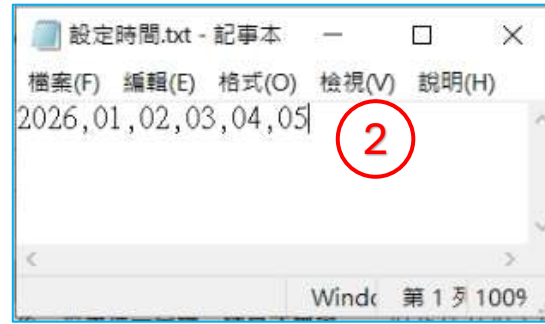 設定時間.txt - 記事本
檔案(F) 編輯(E) 格式(O) 檢視(V) 說明(H)
2026,01,02,03,04,05
2
Windo 第 1 列 100%